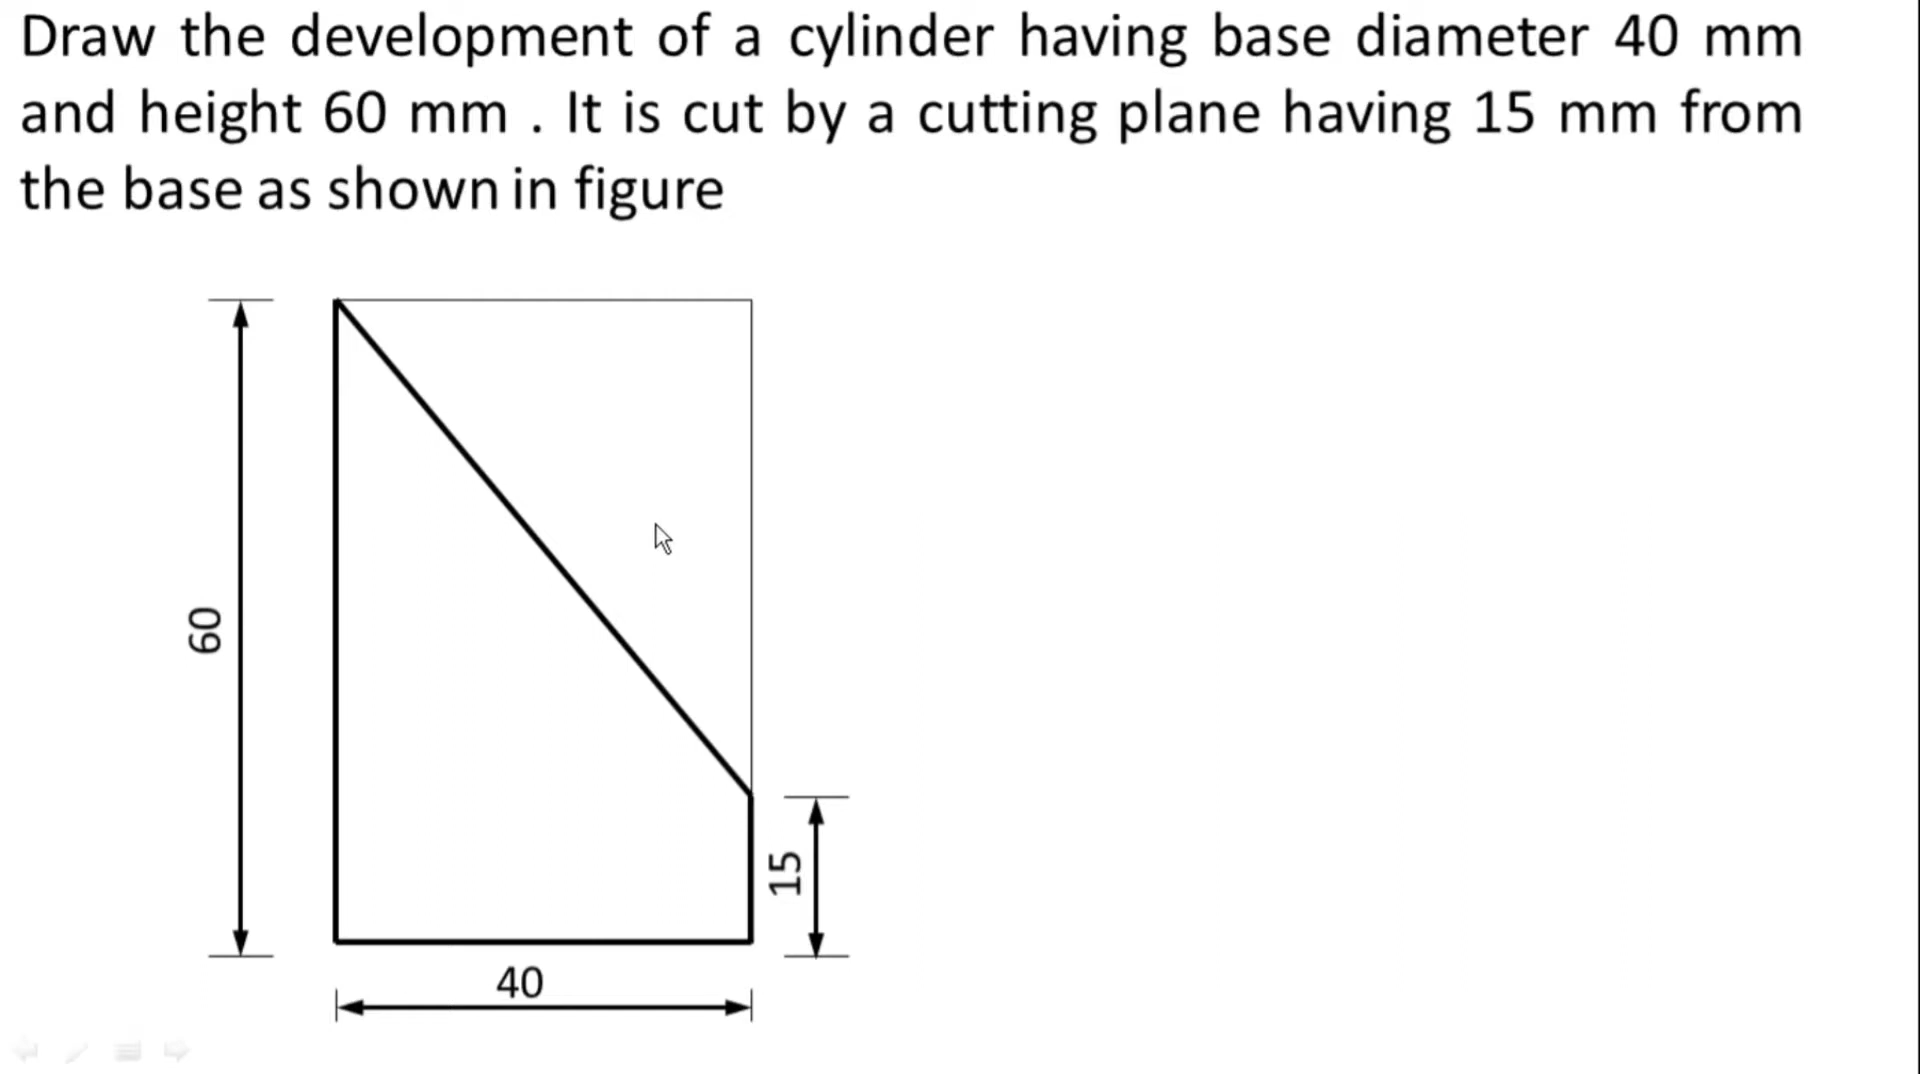 Draw the development of a cylinder having base diameter 40 mm
and height 60 mm . It is cut by a cutting plane having 15 mm from
the base as shown in figure
60
15
40